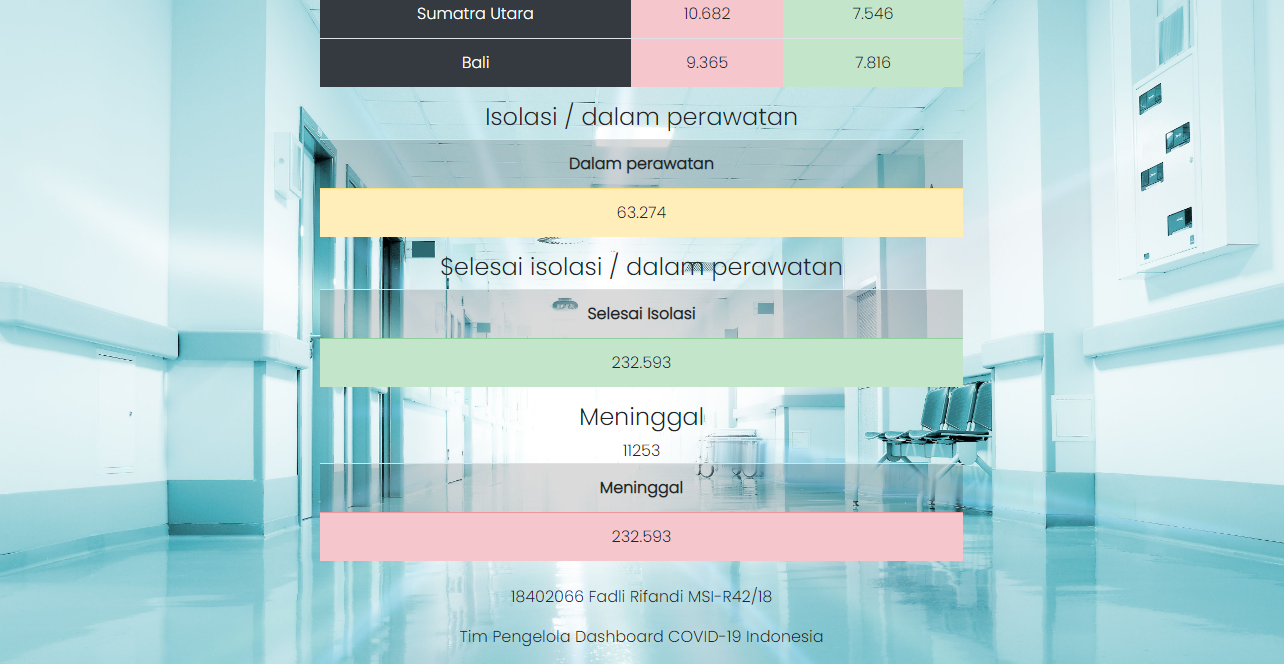 Sumatra Utara 10.682 7.546
Bali 9.365 7.816
Isolasi / dalam perawatan
Dalam perawatan
63.274
Selesai isolasi / dalam perawatan
Selesai Isolasi
232.593
Meninggal
11253
Meninggal
232.593
18402066 Fadli Rifandi MSI-R42/18
Tim Pengelola Dashboard COVID-19 Indonesia